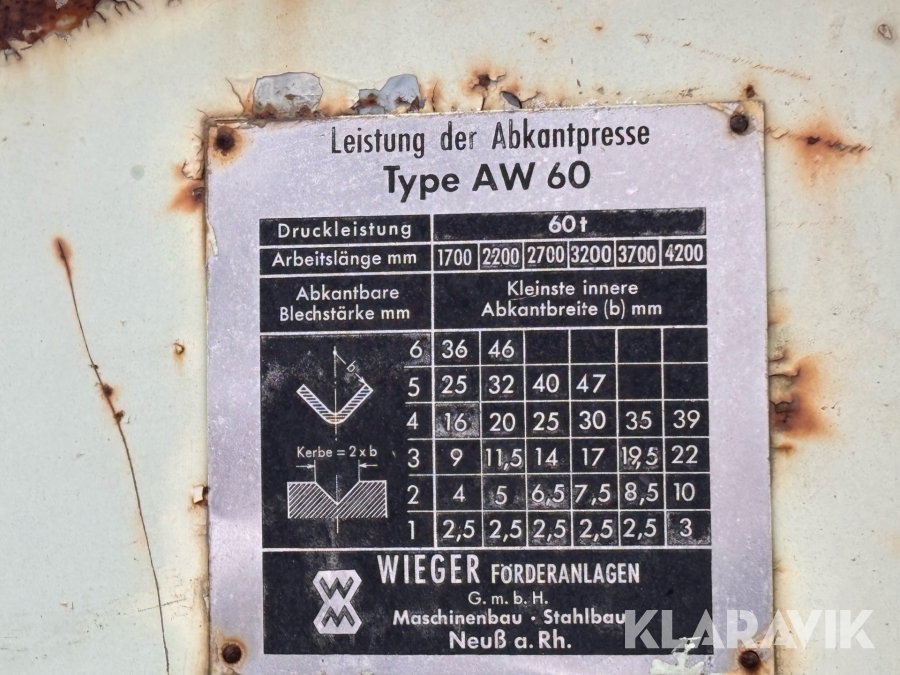 Leistung der Abkantpresse
Type AW 60
Druckleistung 60 t
Arbeitslänge mm 1700 2200 2700 3200 3700 4200
Abkantbare Blechstärke mm Kleinste innere Abkantbreite (b) mm
6 36 46
b
5 25 32 40 47
4 16 20 25 30 35 39
Kerbe = 2 x b
3 9 11,5 14 17 19,5 22
2 4 5 6,5 7,5 8,5 10
1 2,5 2,5 2,5 2,5 2,5 3
WIEGER FÖRDERANLAGEN
G. m. b. H.
Maschinenbau · Stahlbau
Neuß a. Rh.
KLARAVIK